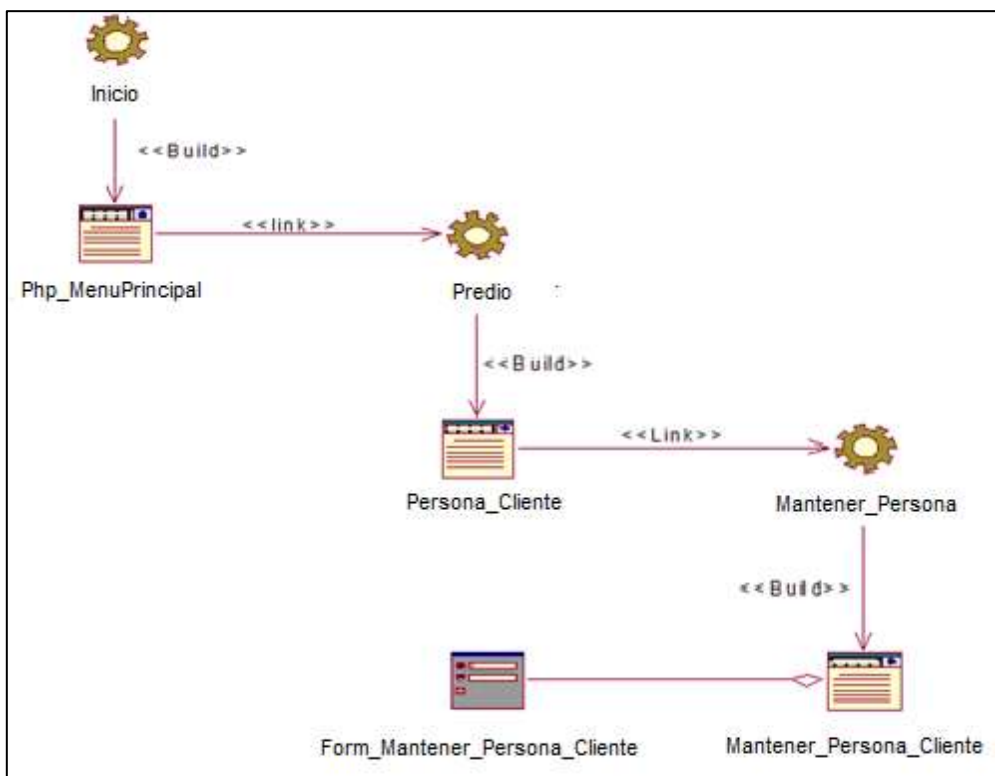 Inicio
<<Build>>
<<link>>
Php_MenuPrincipal
Predio
<<Build>>
<<Link>>
Persona_Cliente
Mantener_Persona
<<Build>>
Form_Mantener_Persona_Cliente
Mantener_Persona_Cliente